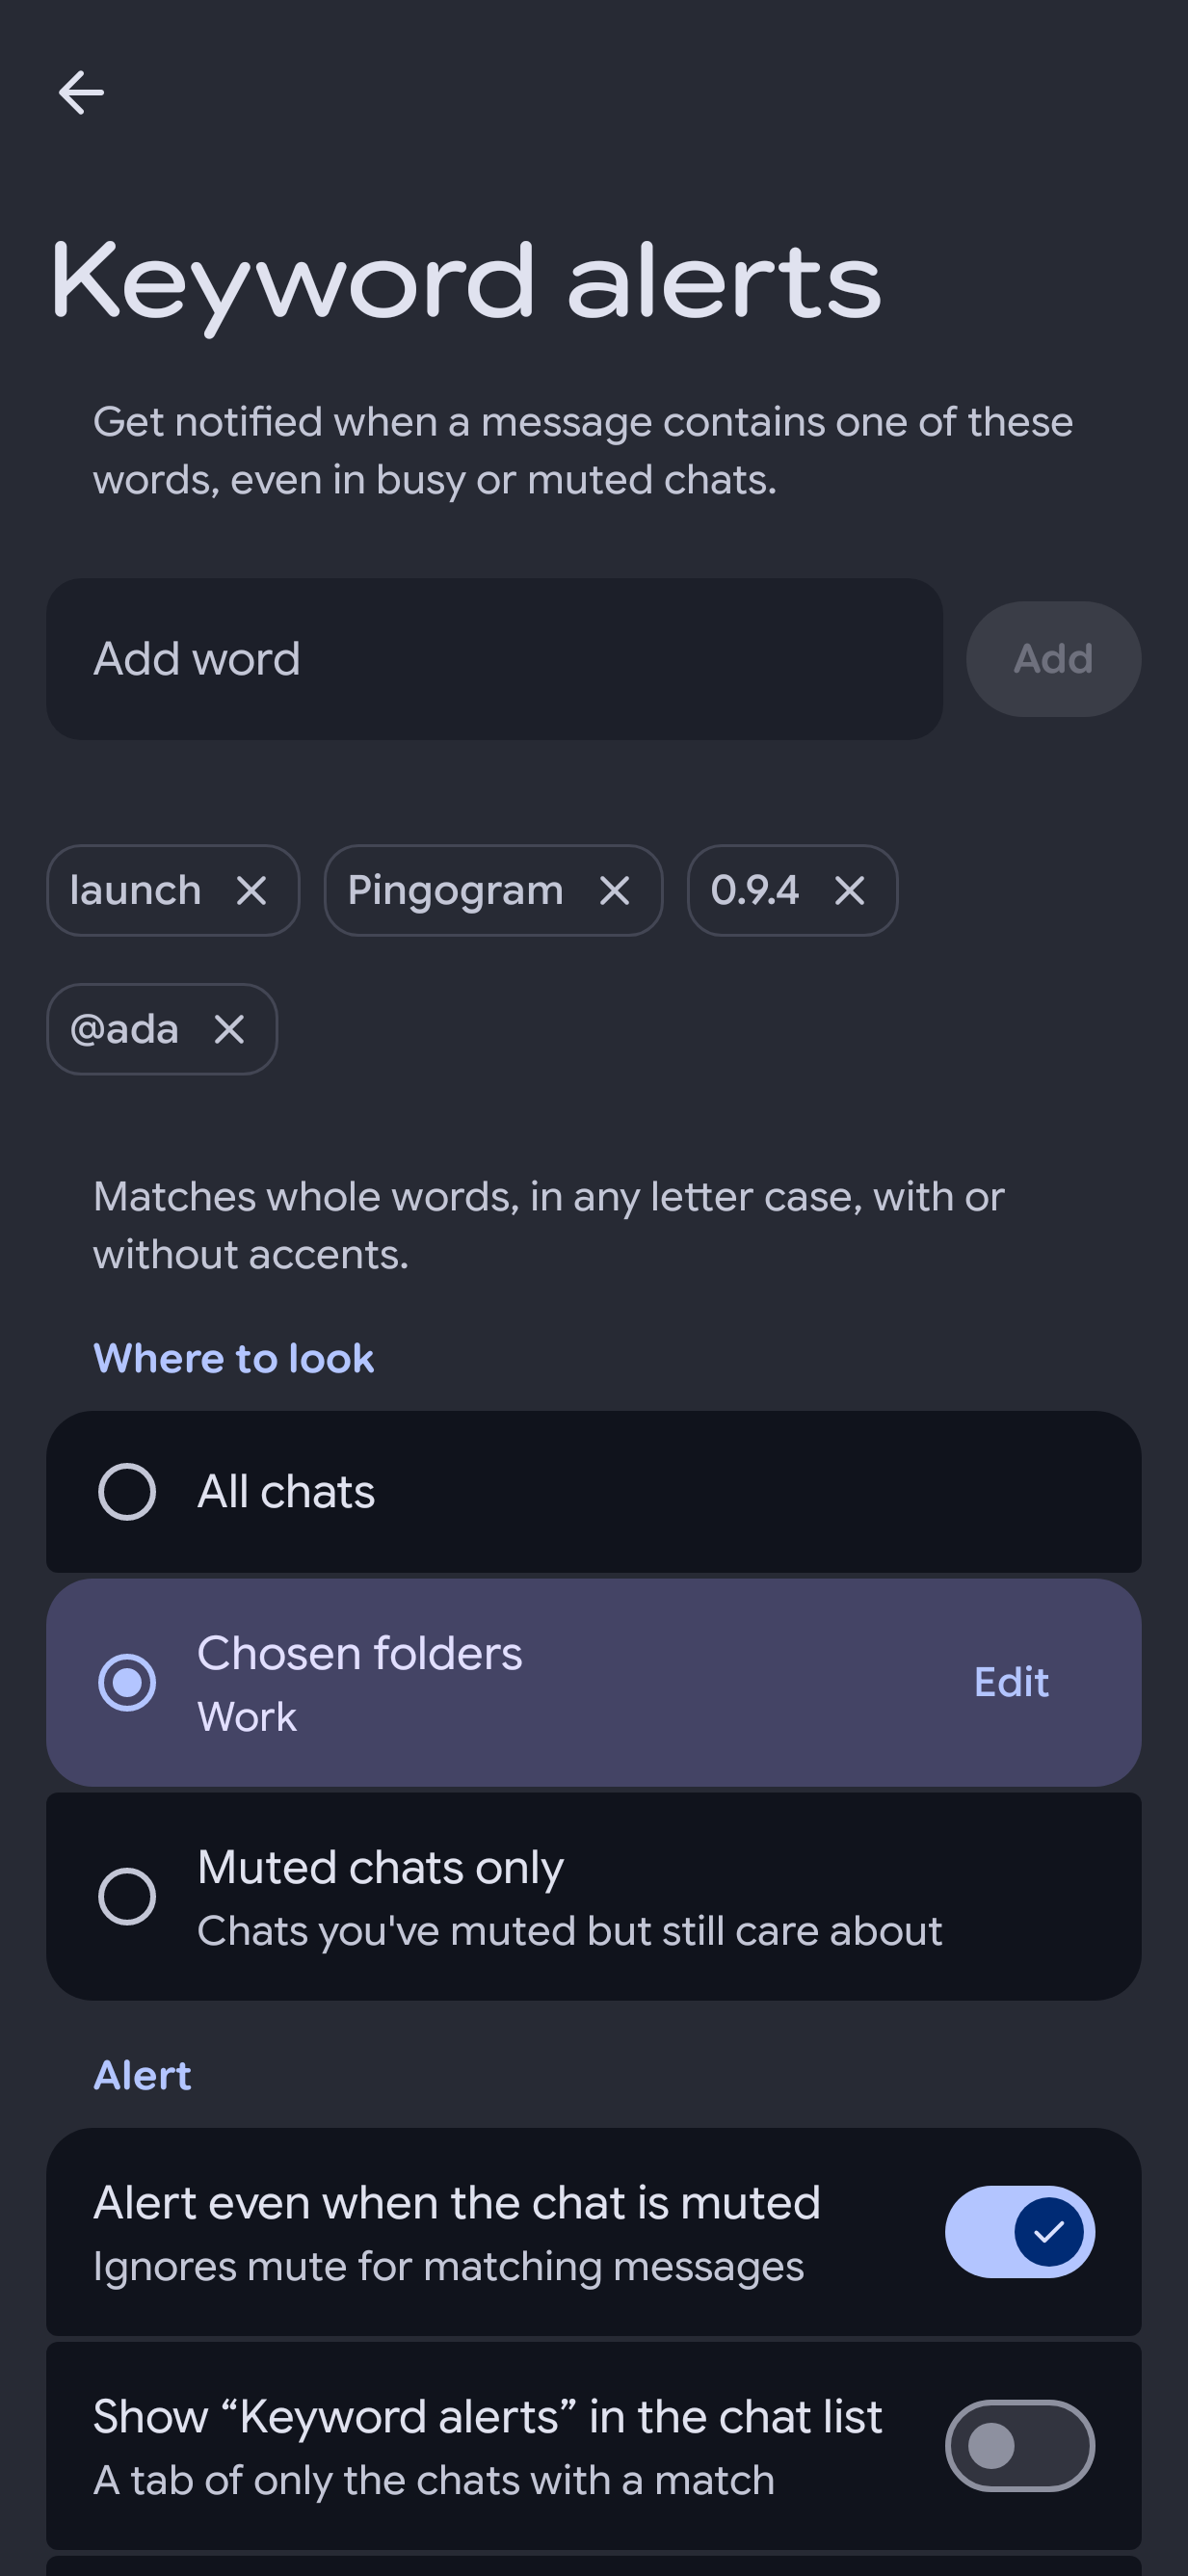 Keyword alerts
Get notified when a message contains one of these
words, even in busy or muted chats.
Add word
Add
launch
Pingogram
0.9.4
@ada
Matches whole words, in any letter case, with or
without accents.
Where to look
All chats
Chosen folders
Work
Edit
Muted chats only
Chats you've muted but still care about
Alert
Alert even when the chat is muted
Ignores mute for matching messages
Show “Keyword alerts” in the chat list
A tab of only the chats with a match